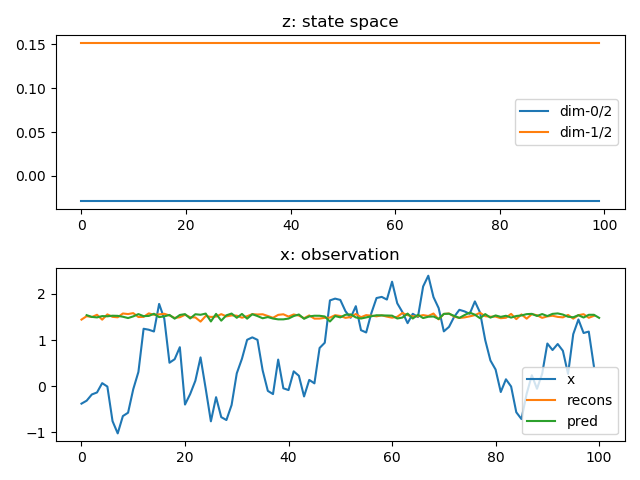 z: state space
0.15
0.10
0.05
0.00
dim-0/2
dim-1/2
0 20 40 60 80 100
x: observation
2
1
0
−1
x
recons
pred
0 20 40 60 80 100